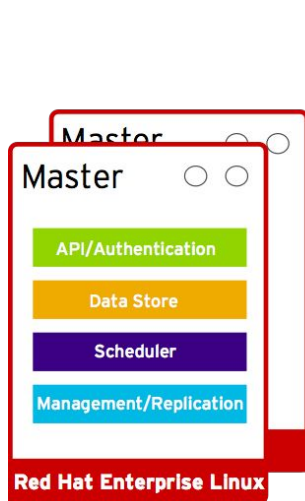 Master
Master
API/Authentication
Data Store
Scheduler
Management/Replication
Red Hat Enterprise Linux